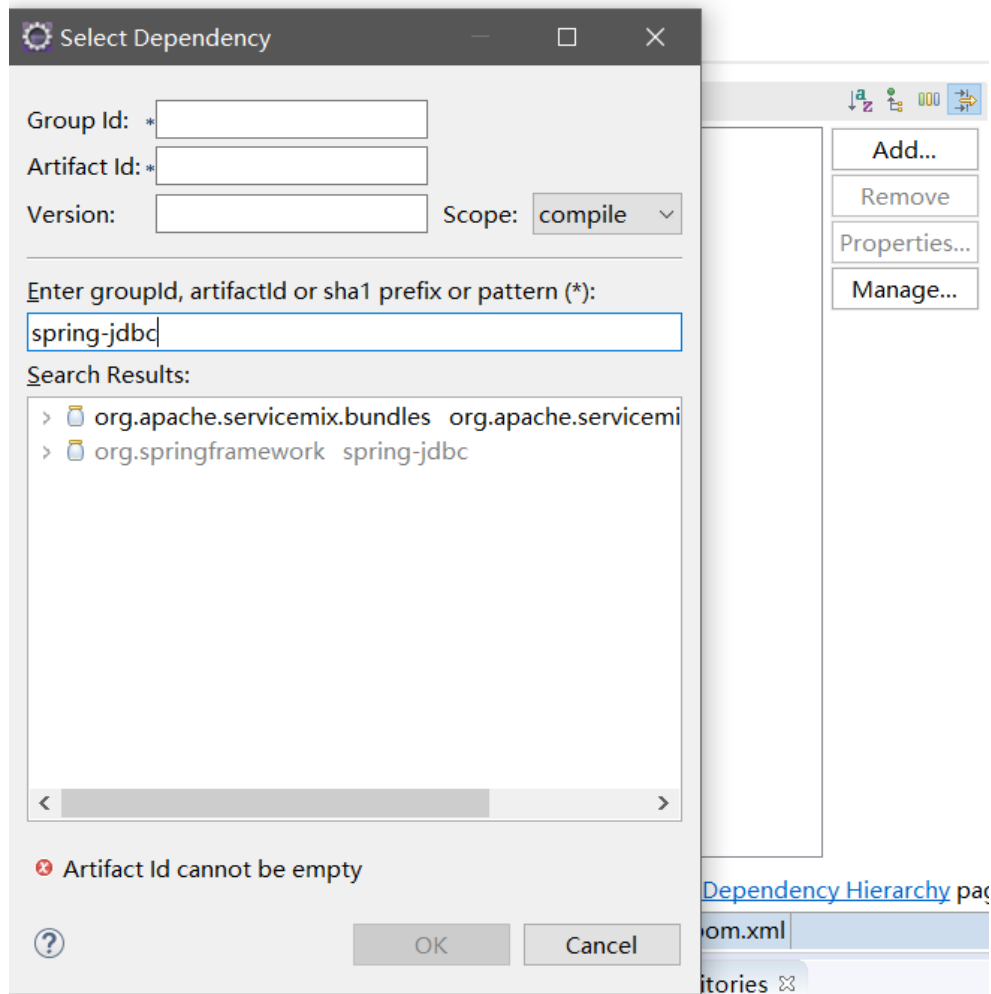 Select Dependency
Group Id: *
Artifact Id: *
Version:
Scope: compile
Enter groupId, artifactId or sha1 prefix or pattern (*):
spring-jdbc
Search Results:
org.apache.servicemix.bundles org.apache.servicemi
org.springframework spring-jdbc
Artifact Id cannot be empty
OK
Cancel
Add...
Remove
Properties...
Manage...
Dependency Hierarchy pag
om.xml
itories